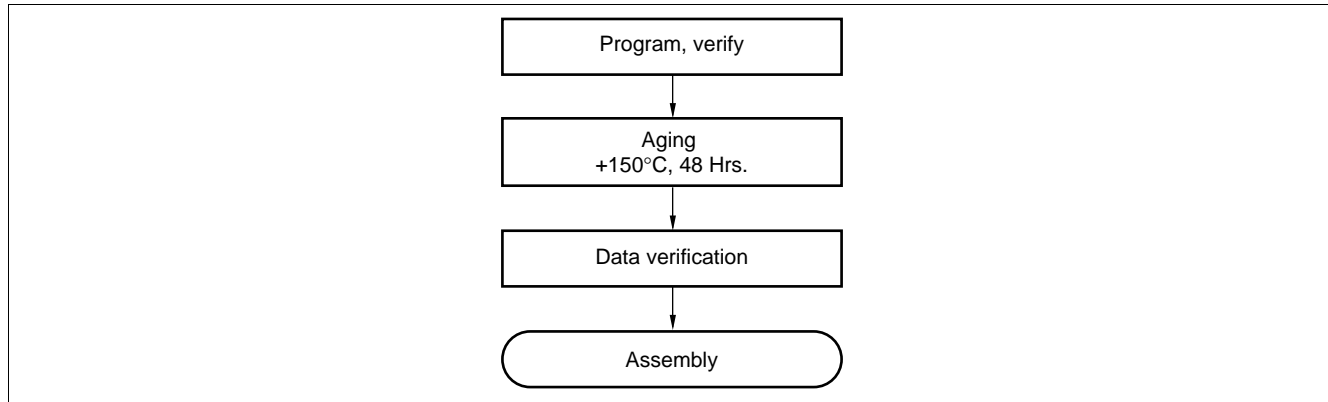 Program, verify
Aging
+150°C, 48 Hrs.
Data verification
Assembly